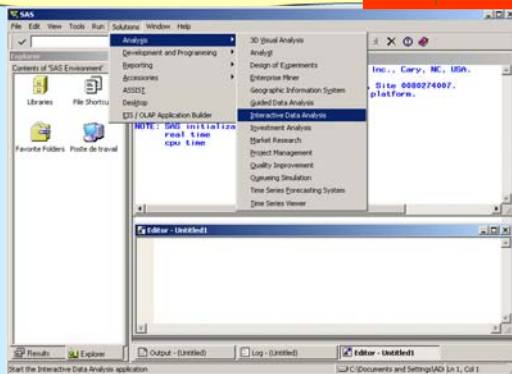 SAS
File Edit View Tools Run Solutions Window Help
Explorer
Contents of 'SAS Environment'
Libraries
File Shortcu
Favorite Folders
Poste de travail
Analysis
Development and Programming
Reporting
Accessories
ASSIST
Desktop
EIS / OLAP Application Builder
3D Visual Analysis
Analyst
Design of Experiments
Enterprise Miner
Geographic Information System
Guided Data Analysis
Interactive Data Analysis
Investment Analysis
Market Research
Project Management
Quality Improvement
Queueing Simulation
Time Series Forecasting System
Time Series Viewer
Inc., Cary, NC, USA.
Site 0080274007.
platform.
NOTE: SAS initializa
real time
cpu time
Editor - Untitled1
Results
Explorer
Output - (Untitled)
Log - (Untitled)
Editor - Untitled1
Start the Interactive Data Analysis application
C:\Documents and Settings\ADI
Ln 1, Col 1